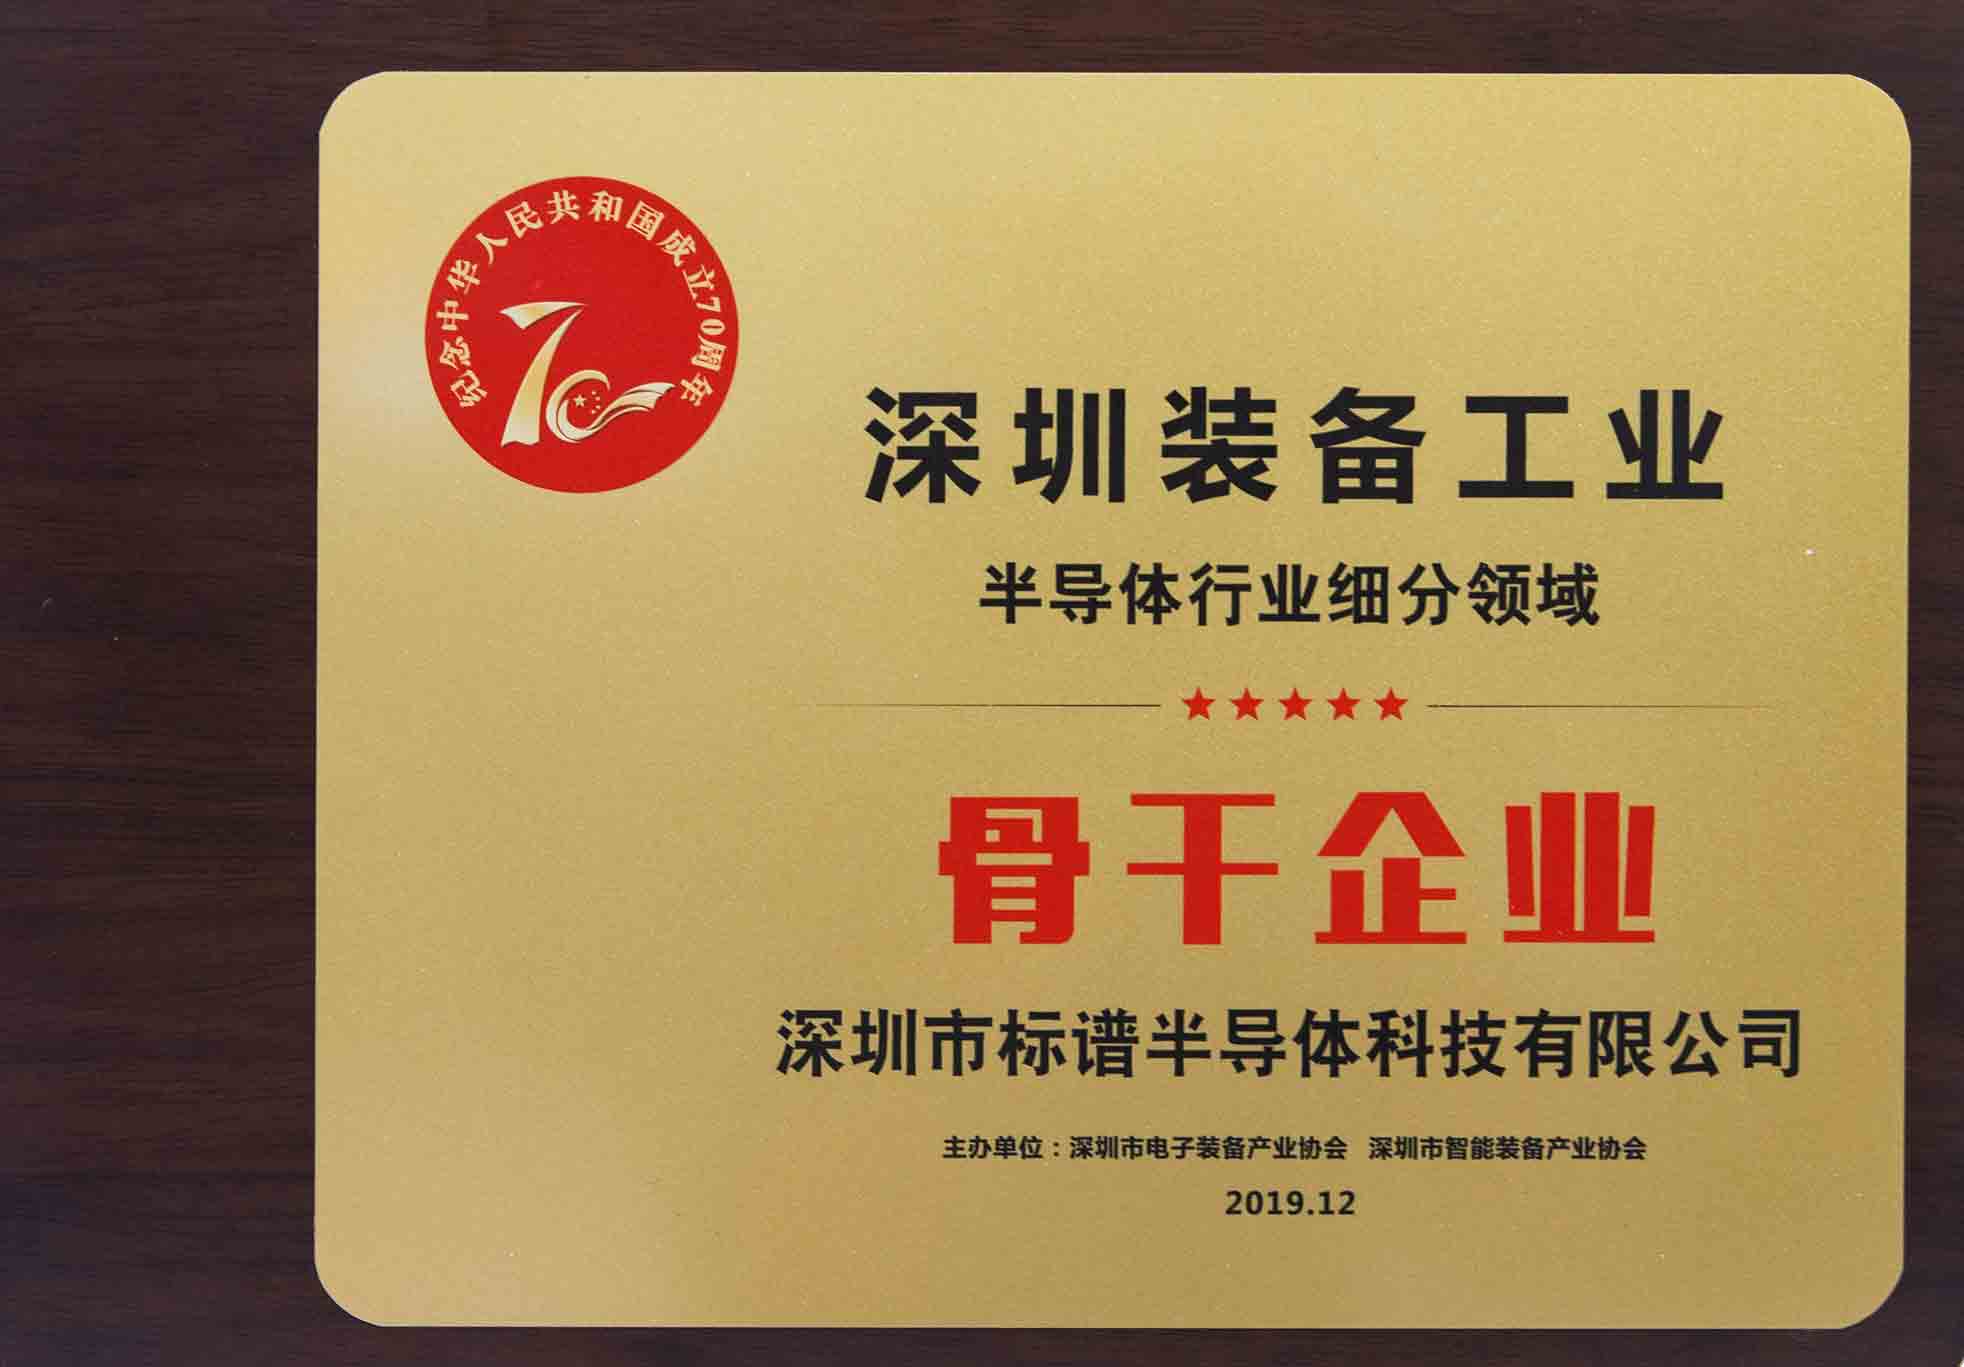 纪念中华人民共和国成立70周年
70
深圳装备工业
半导体行业细分领域
骨干企业
深圳市标谱半导体科技有限公司
主办单位：深圳市电子装备产业协会 深圳市智能装备产业协会
2019.12